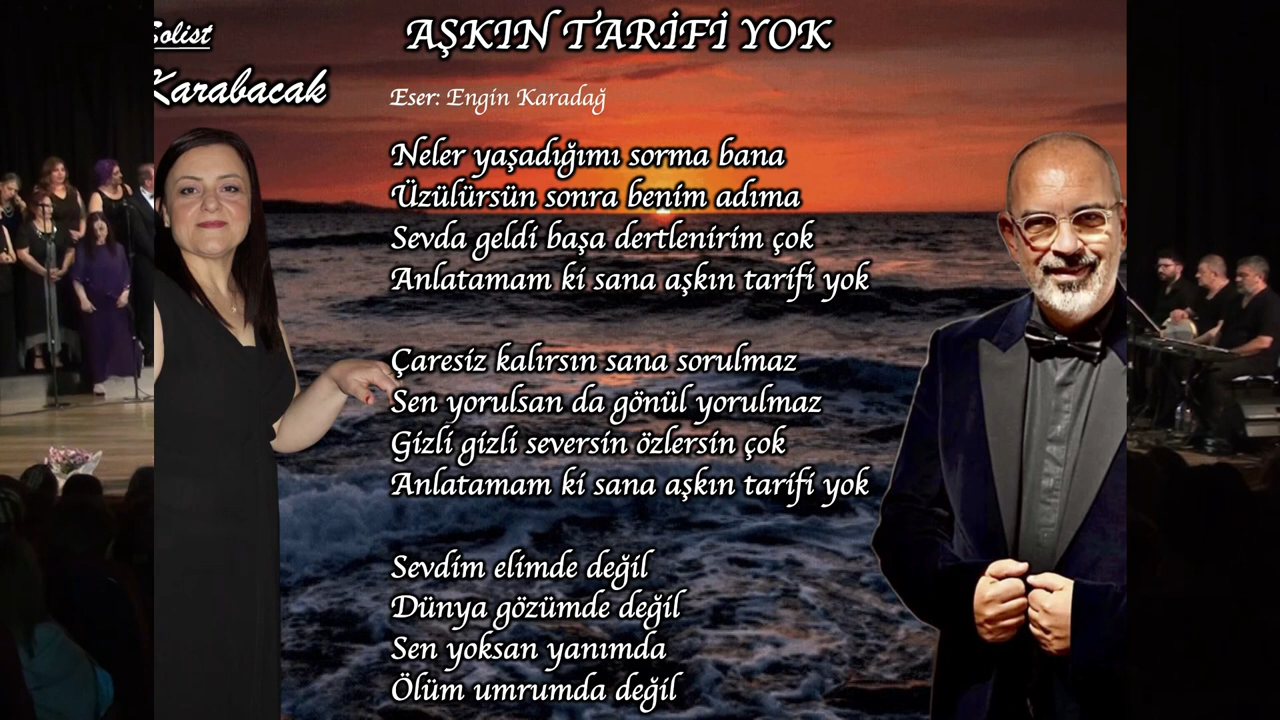 Solist
Karabacak
AŞKIN TARİFİ YOK
Eser: Engin Karadağ
Neler yaşadığımı sorma bana
Üzülürsün sonra benim adıma
Sevda geldi başa dertlenirim çok
Anlatamam ki sana aşkın tarifi yok
Çaresiz kalırsın sana sorulmaz
Sen yorulsan da gönül yorulmaz
Gizli gizli seversin özlersin çok
Anlatamam ki sana aşkın tarifi yok
Sevdim elimde değil
Dünya gözümde değil
Sen yoksan yanımda
Ölüm umrumda değil